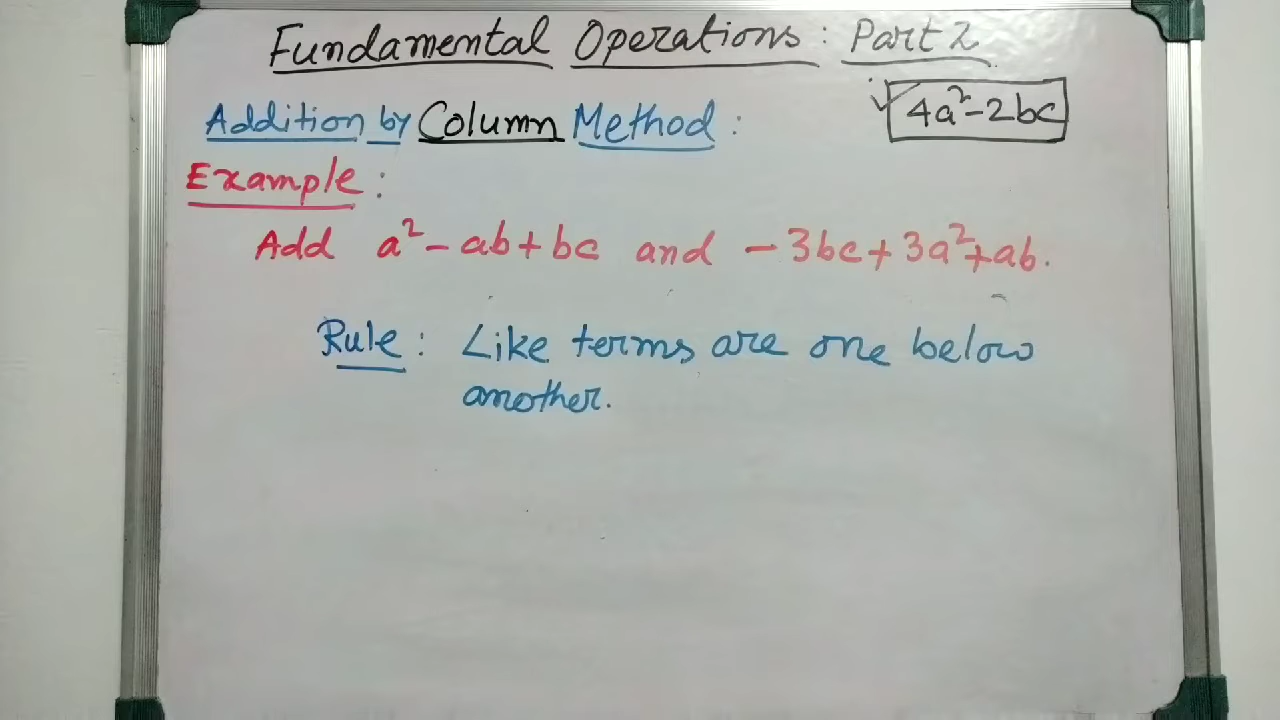 Fundamental Operations: Part 2
✓ 4a²-2bc
Addition by Column Method:
Example:
Add a²-ab+bc and -3bc+3a²+ab.
Rule: Like terms are one below
another.